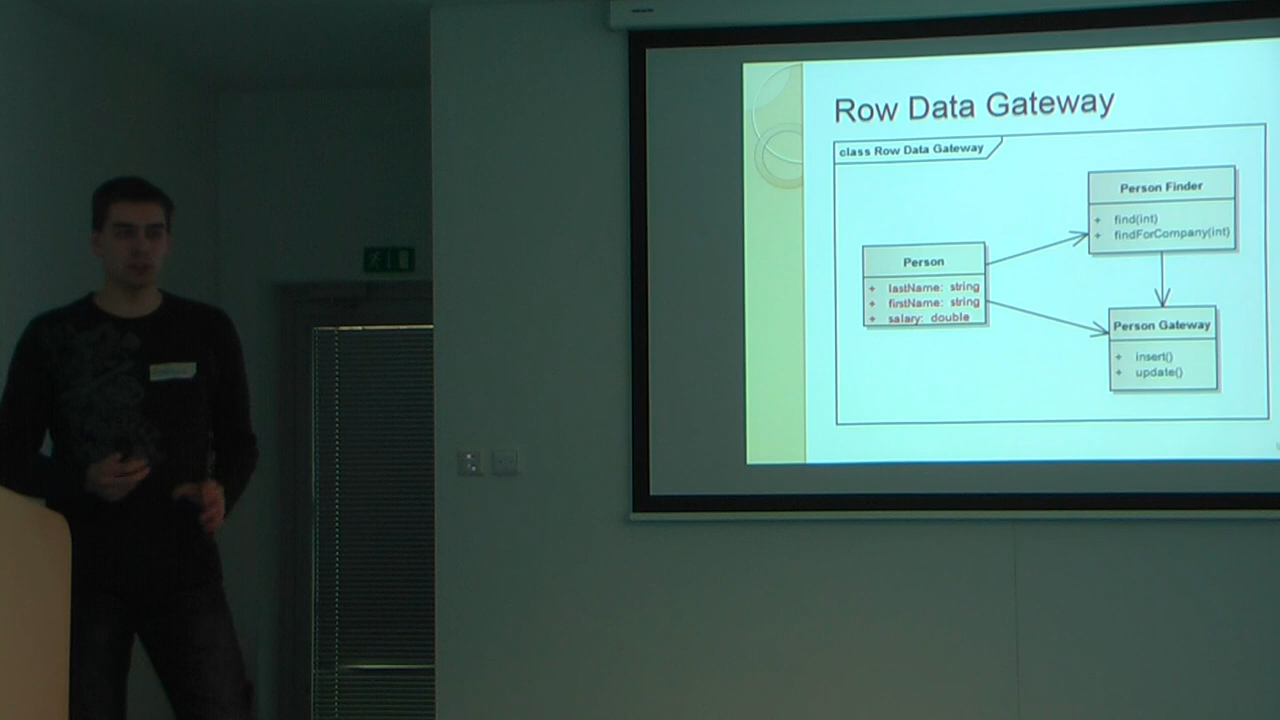 Row Data Gateway
class Row Data Gateway
Person Finder
+ find(int)
+ findForCompany(int)
Person
+ lastName: string
+ firstName: string
+ salary: double
Person Gateway
+ insert()
+ update()